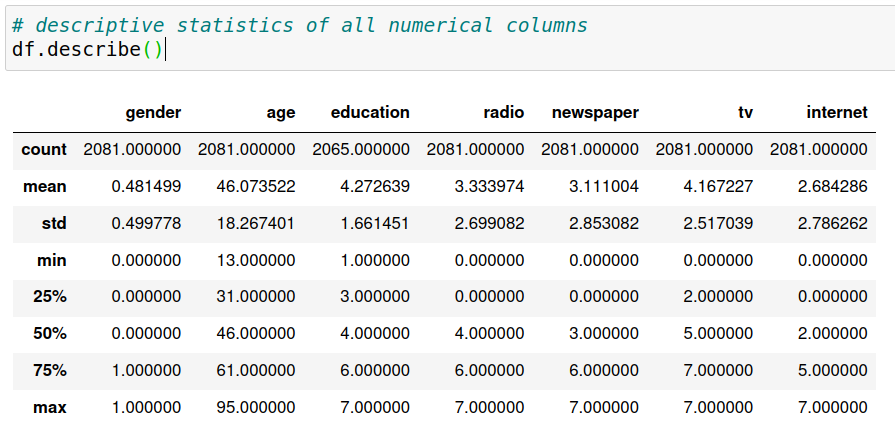 # descriptive statistics of all numerical columns
df.describe()
gender age education radio newspaper tv internet
count 2081.000000 2081.000000 2065.000000 2081.000000 2081.000000 2081.000000 2081.000000
mean 0.481499 46.073522 4.272639 3.333974 3.111004 4.167227 2.684286
std 0.499778 18.267401 1.661451 2.699082 2.853082 2.517039 2.786262
min 0.000000 13.000000 1.000000 0.000000 0.000000 0.000000 0.000000
25% 0.000000 31.000000 3.000000 0.000000 0.000000 2.000000 0.000000
50% 0.000000 46.000000 4.000000 4.000000 3.000000 5.000000 2.000000
75% 1.000000 61.000000 6.000000 6.000000 6.000000 7.000000 5.000000
max 1.000000 95.000000 7.000000 7.000000 7.000000 7.000000 7.000000